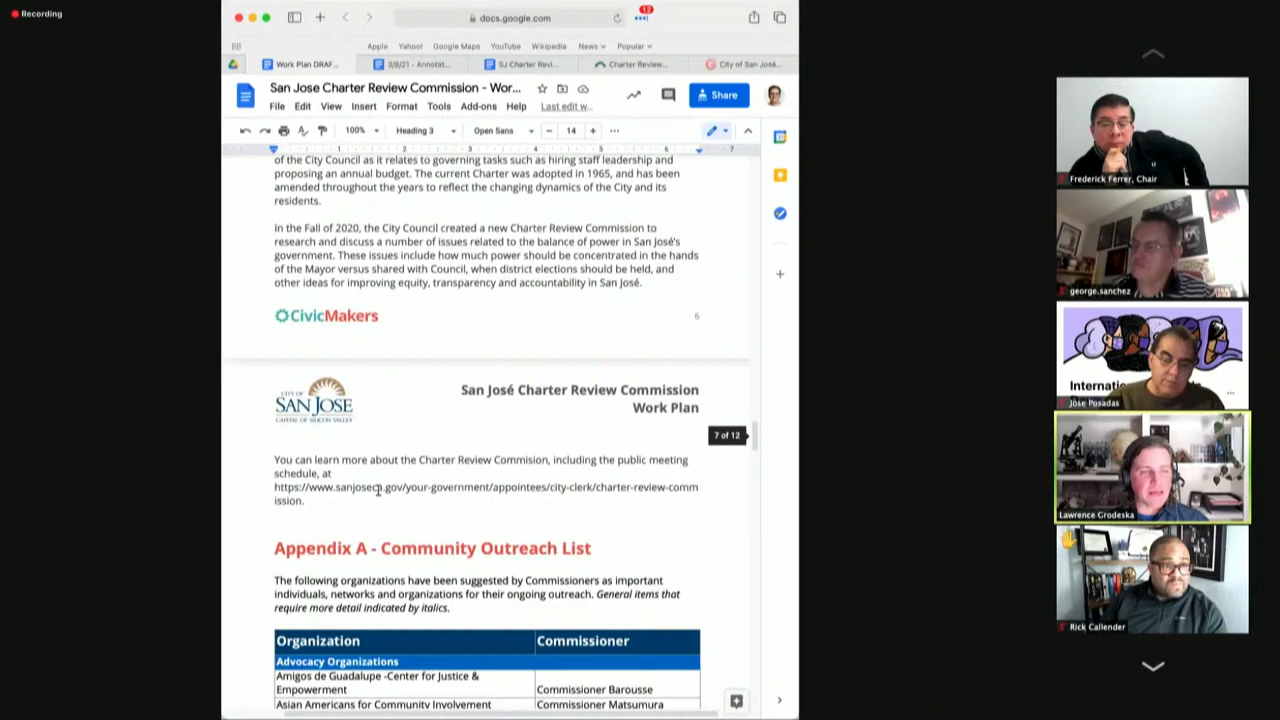 Recording
docs.google.com
12
Apple Yahoo! Google Maps YouTube Wikipedia News Popular
Work Plan DRAF...
3/8/21 - Annotat...
SJ Charter Revi...
Charter Review...
City of San José...
San Jose Charter Review Commission - Wor...
File Edit View Insert Format Tools Add-ons Help Last edit w...
Share
100% Heading 3 Open Sans 14
1 2 3 4 5 6 7
of the City Council as it relates to governing tasks such as hiring staff leadership and
proposing an annual budget. The current Charter was adopted in 1965, and has been
amended throughout the years to reflect the changing dynamics of the City and its
residents.
In the Fall of 2020, the City Council created a new Charter Review Commission to
research and discuss a number of issues related to the balance of power in San José's
government. These issues include how much power should be concentrated in the hands
of the Mayor versus shared with Council, when district elections should be held, and
other ideas for improving equity, transparency and accountability in San José.
CivicMakers
6
CITY OF
SAN JOSE
CAPITAL OF SILICON VALLEY
San José Charter Review Commission
Work Plan
7 of 12
You can learn more about the Charter Review Commision, including the public meeting
schedule, at
https://www.sanjoseca.gov/your-government/appointees/city-clerk/charter-review-comm
ission.
Appendix A - Community Outreach List
The following organizations have been suggested by Commissioners as important
individuals, networks and organizations for their ongoing outreach. General items that
require more detail indicated by italics.
Organization Commissioner
Advocacy Organizations
Amigos de Guadalupe -Center for Justice &
Empowerment Commissioner Barousse
Asian Americans for Community Involvement Commissioner Matsumura
Frederick Ferrer, Chair
george.sanchez
Internation
Jose Posadas
Lawrence Grodeska
Rick Callender